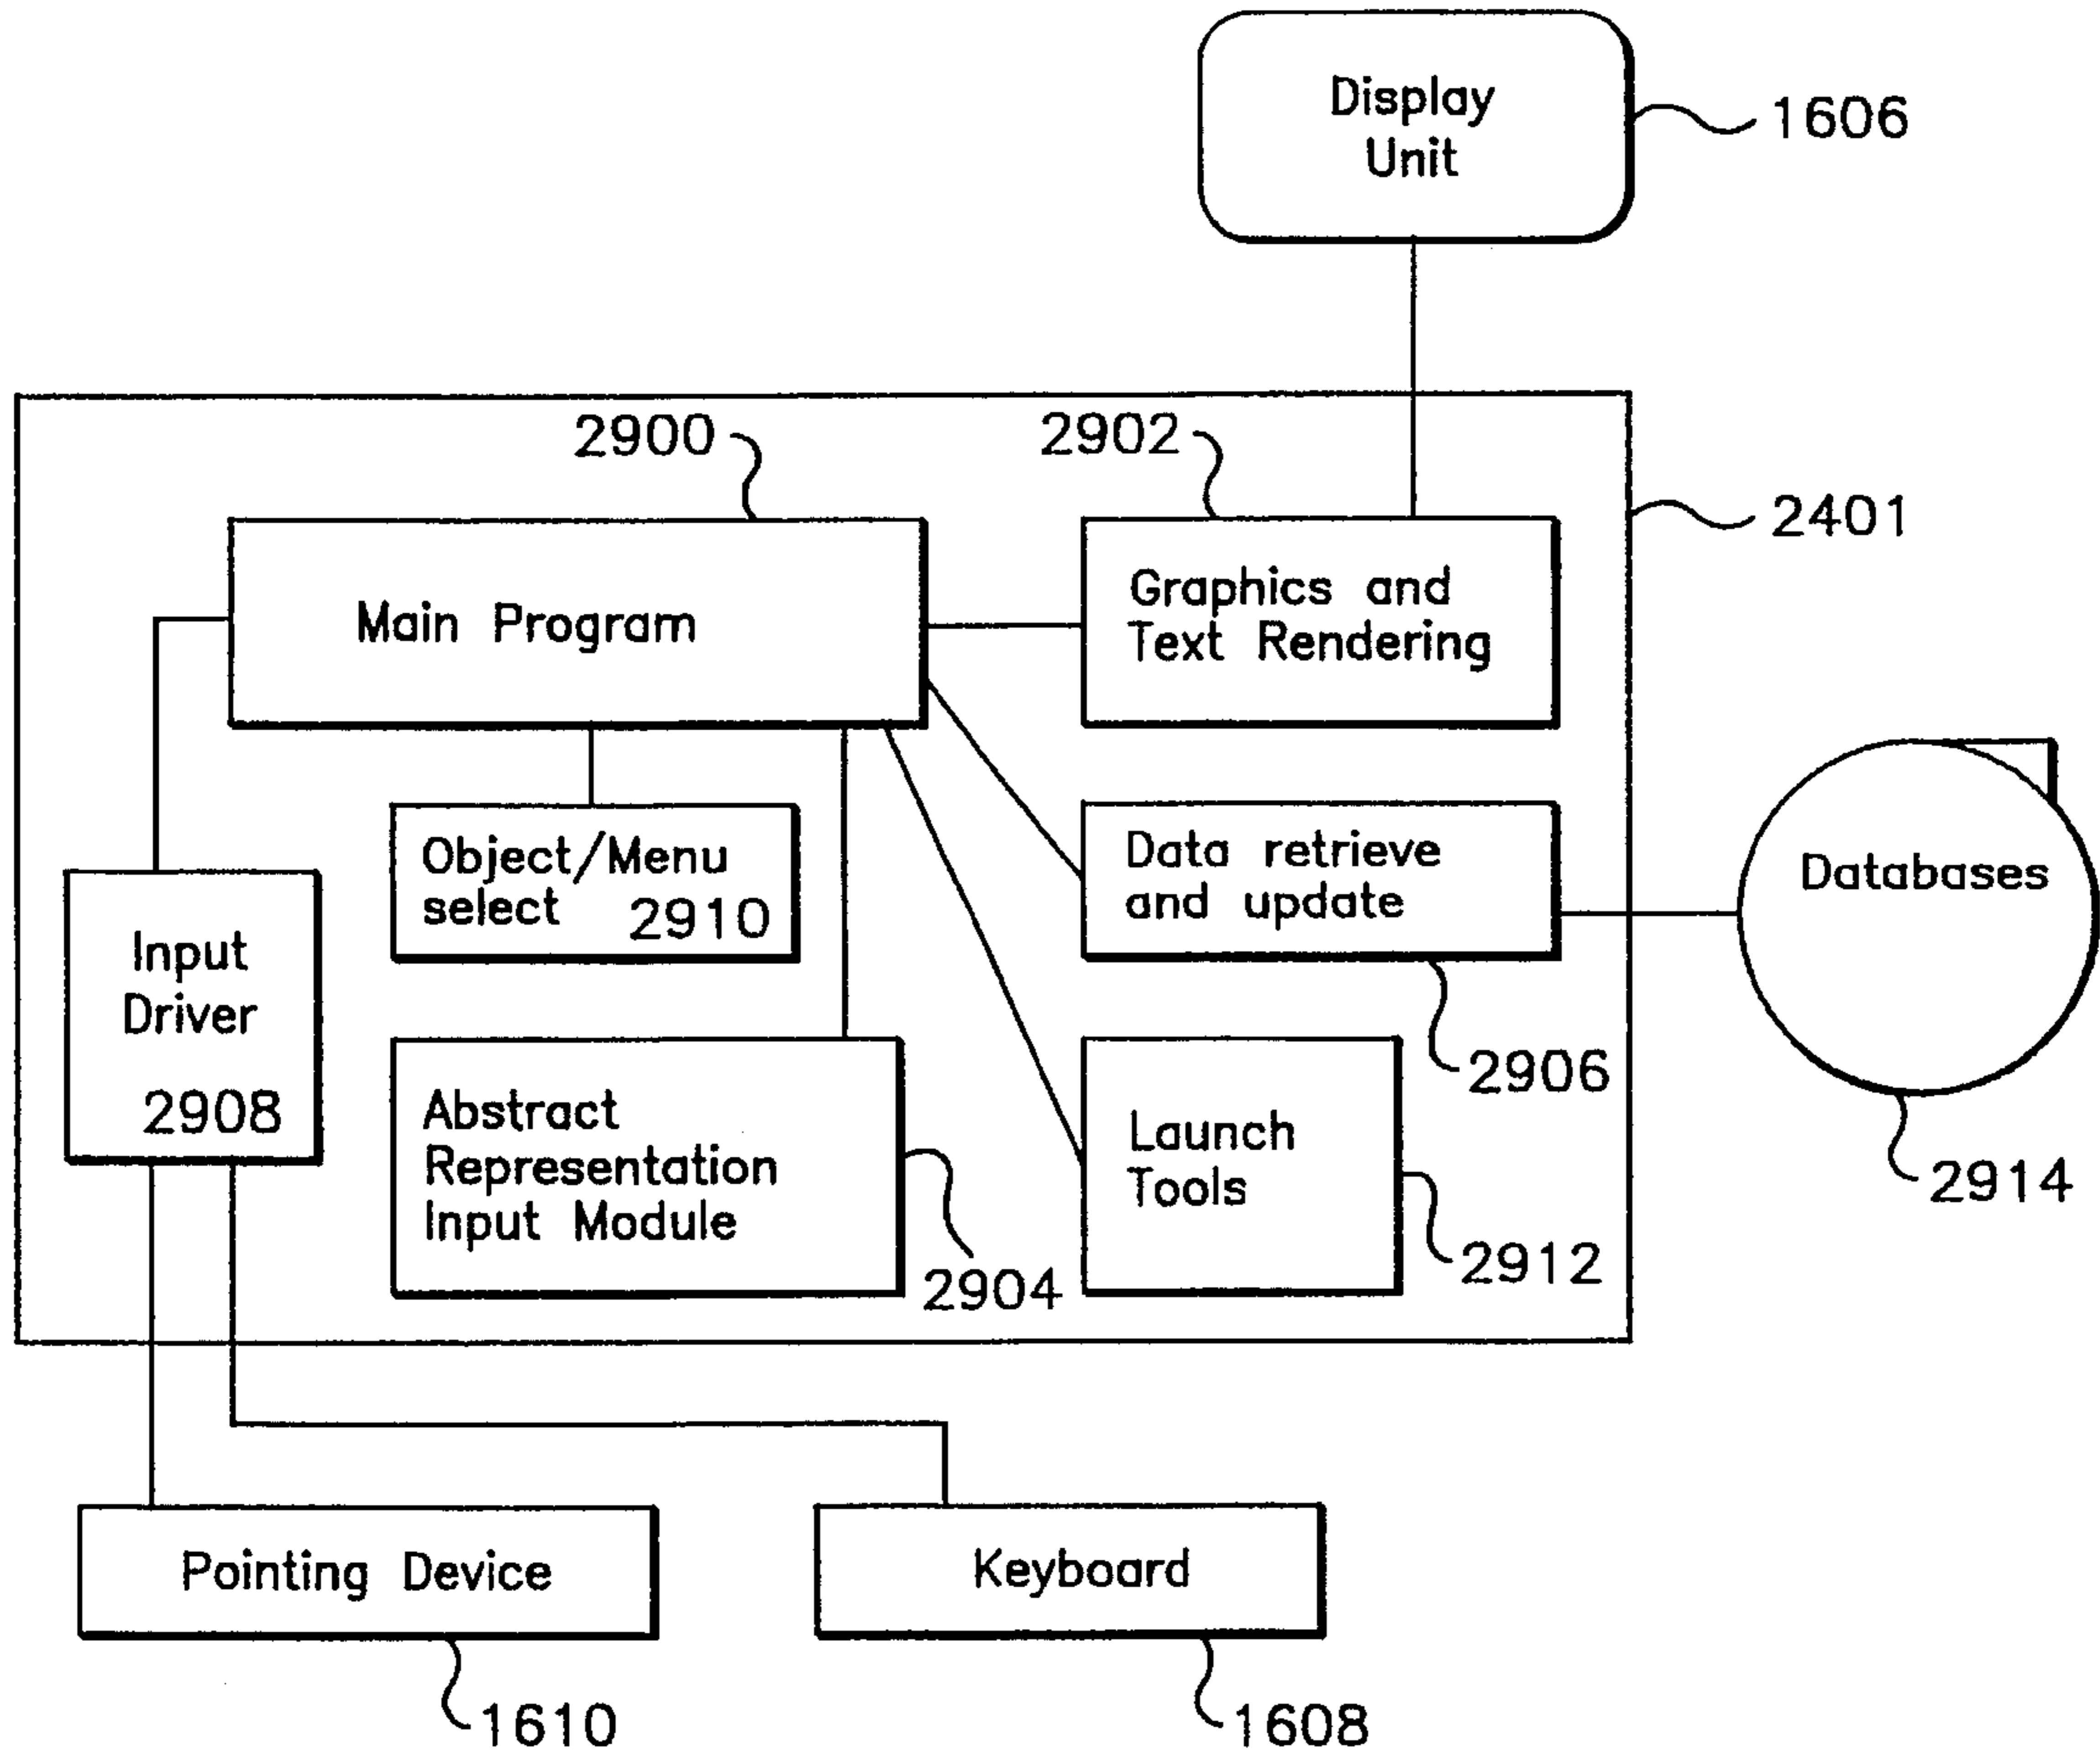 Display
Unit
1606
2900
2902
2401
Main Program
Graphics and
Text Rendering
Object/Menu
select 2910
Data retrieve
and update
Databases
Input
Driver
2908
2906
Abstract
Representation
Input Module
2904
Launch
Tools
2912
2914
Pointing Device
Keyboard
1610
1608